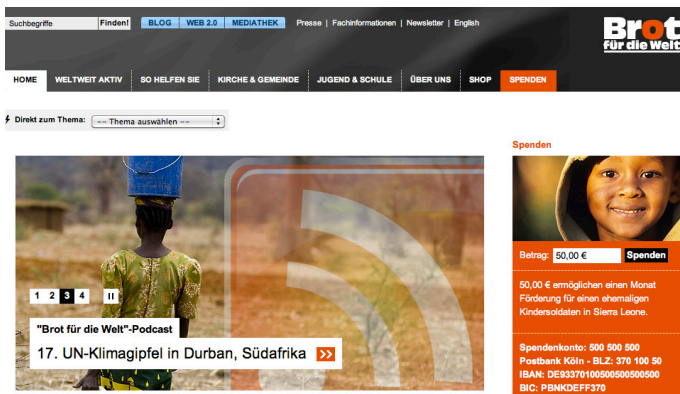 Suchbegriffe Finden! BLOG WEB 2.0 MEDIATHEK Presse | Fachinformationen | Newsletter | English
Brot
für die Welt
HOME WELTWEIT AKTIV SO HELFEN SIE KIRCHE & GEMEINDE JUGEND & SCHULE ÜBER UNS SHOP SPENDEN
Direkt zum Thema: -- Thema auswählen --
1 2 3 4
"Brot für die Welt"-Podcast
17. UN-Klimagipfel in Durban, Südafrika
Spenden
Betrag: 50,00 € Spenden
50,00 € ermöglichen einen Monat
Förderung für einen ehemaligen
Kindersoldaten in Sierra Leone.
Spendenkonto: 500 500 500
Postbank Köln - BLZ: 370 100 50
IBAN: DE93370100500500500500
BIC: PBNKDEFF370